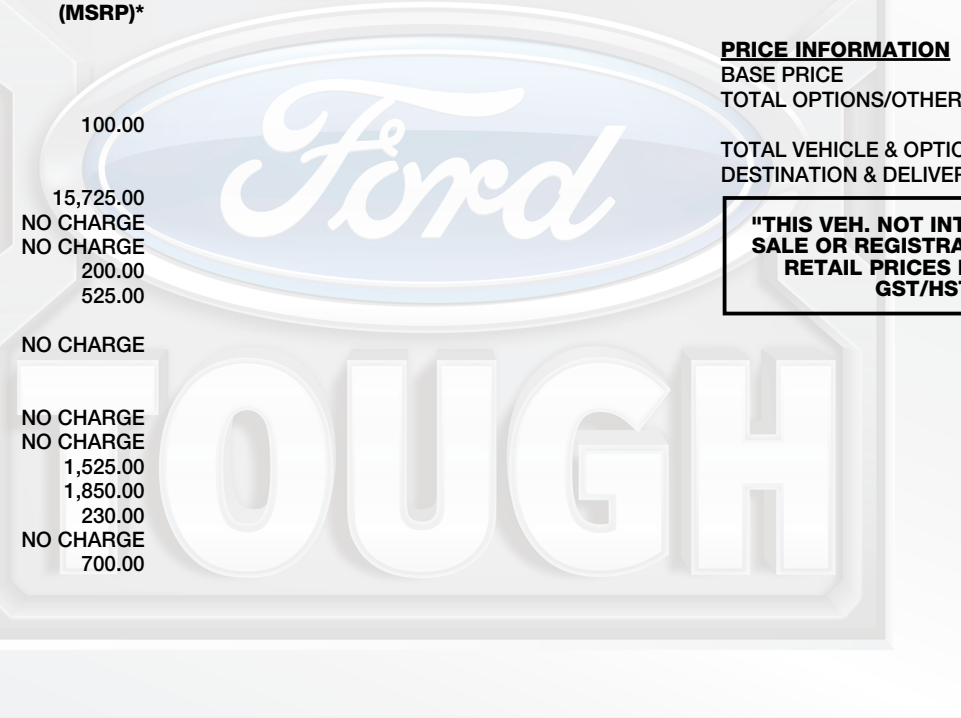 (MSRP)*
100.00
15,725.00
NO CHARGE
NO CHARGE
200.00
525.00
NO CHARGE
NO CHARGE
NO CHARGE
1,525.00
1,850.00
230.00
NO CHARGE
700.00
PRICE INFORMATION
BASE PRICE
TOTAL OPTIONS/OTHER
TOTAL VEHICLE & OPTIO
DESTINATION & DELIVER
"THIS VEH. NOT INT
SALE OR REGISTRA
RETAIL PRICES
GST/HST
Ford
TOUGH